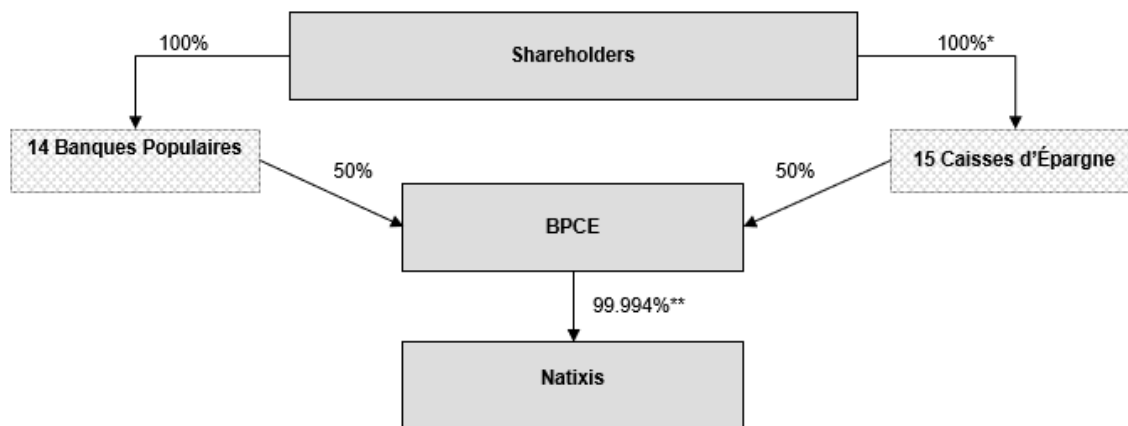 100%
Shareholders
100%*
14 Banques Populaires
15 Caisses d'Épargne
50%
50%
BPCE
99.994%**
Natixis